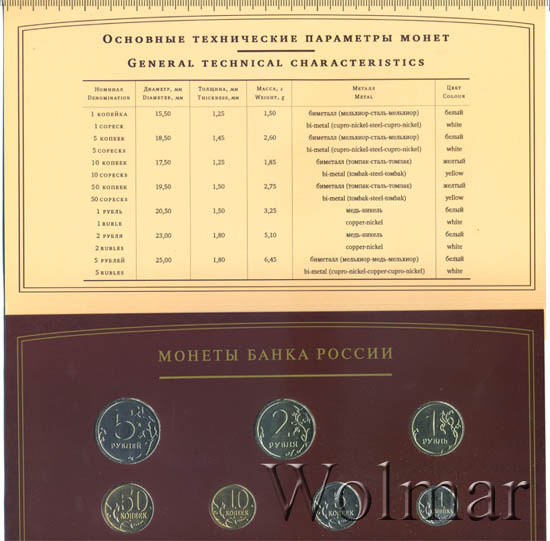 Основные технические параметры монет
General technical characteristics
Номинал Диаметр, мм Толщина, мм Масса, г Металл Цвет
Denomination Diameter, мм Thickness, мм Weight, g Metal Colour
1 копейка 15,50 1,25 1,50 биметалл (мельхиор-сталь-мельхиор) белый
1 copeck bi-metal (cupro-nickel-steel-cupro-nickel) white
5 копеек 18,50 1,45 2,60 биметалл (мельхиор-сталь-мельхиор) белый
5 copecks bi-metal (cupro-nickel-steel-cupro-nickel) white
10 копеек 17,50 1,25 1,85 биметалл (томпак-сталь-томпак) желтый
10 copecks bi-metal (tombak-steel-tombak) yellow
50 копеек 19,50 1,50 2,75 биметалл (томпак-сталь-томпак) желтый
50 copecks bi-metal (tombak-steel-tombak) yellow
1 рубль 20,50 1,50 3,25 медь-никель белый
1 ruble copper-nickel white
2 рубля 23,00 1,80 5,10 медь-никель белый
2 rubles copper-nickel white
5 рублей 25,00 1,80 6,45 биметалл (мельхиор-медь-мельхиор) белый
5 rubles bi-metal (cupro-nickel-copper-cupro-nickel) white
МОНЕТЫ БАНКА РОССИИ
5 РУБЛЕЙ
2 РУБЛЯ
1 РУБЛЬ
50 КОПЕЕК
10 КОПЕЕК
5 КОПЕЕК
1 КОПЕЙКА
Wolmar